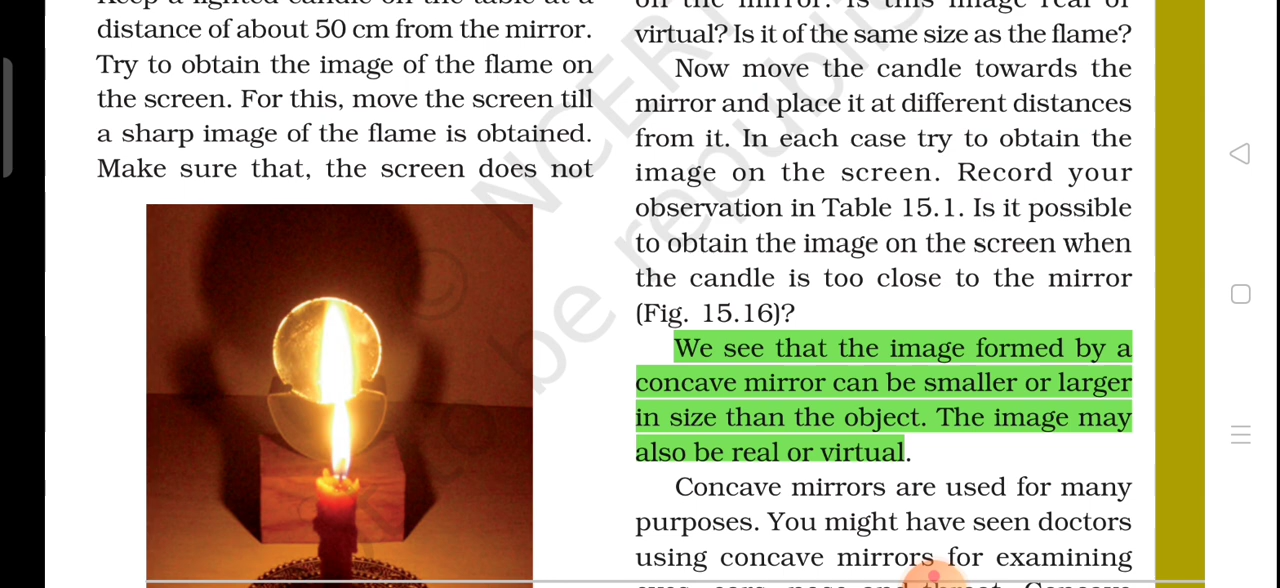 distance of about 50 cm from the mirror.
Try to obtain the image of the flame on
the screen. For this, move the screen till
a sharp image of the flame is obtained.
Make sure that, the screen does not
virtual? Is it of the same size as the flame?
Now move the candle towards the
mirror and place it at different distances
from it. In each case try to obtain the
image on the screen. Record your
observation in Table 15.1. Is it possible
to obtain the image on the screen when
the candle is too close to the mirror
(Fig. 15.16)?
We see that the image formed by a
concave mirror can be smaller or larger
in size than the object. The image may
also be real or virtual.
Concave mirrors are used for many
purposes. You might have seen doctors
using concave mirrors for examining
© NCERT
be republis